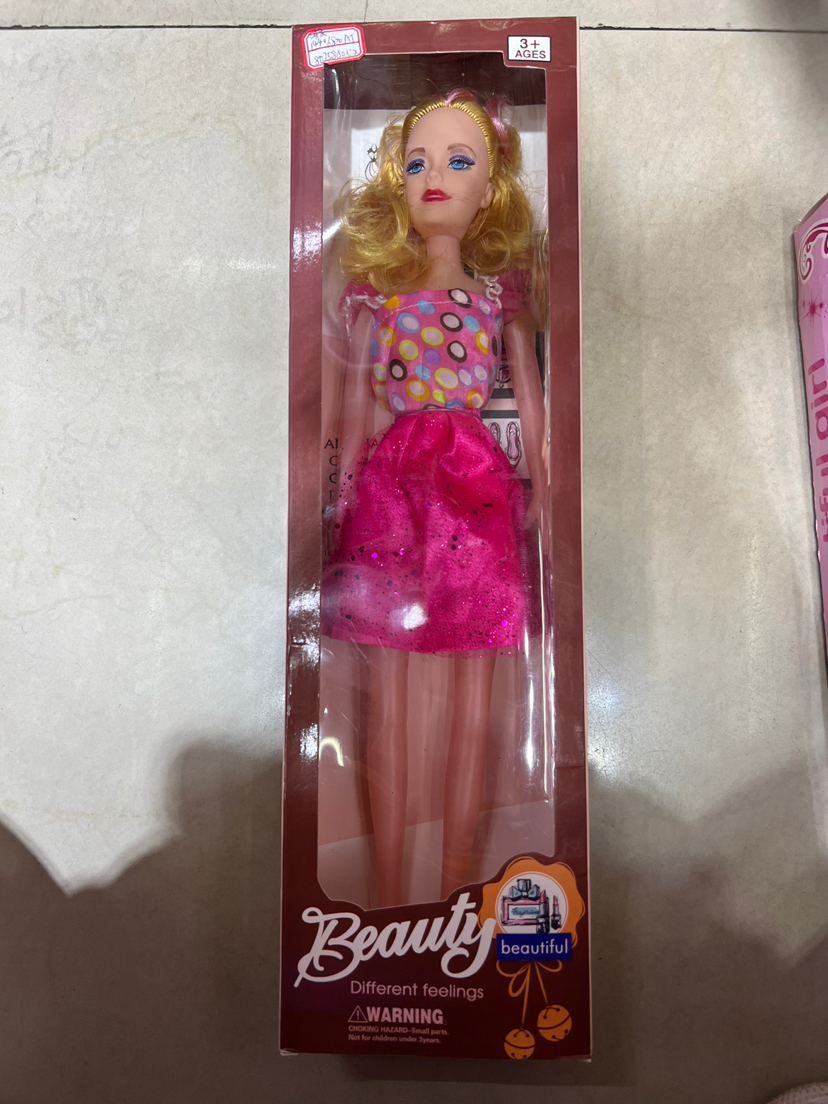 3+
AGES
Beauty
beautiful
Different feelings
WARNING
CHOKING HAZARD-Small parts.
Not for children under 3years.